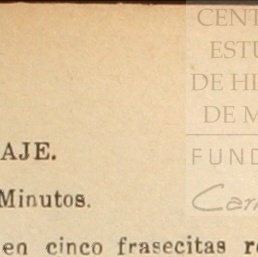 CENT
ESTU
DE HI
DE M
FUND
Car
AJE.
Minutos.
en cinco frasecitas re